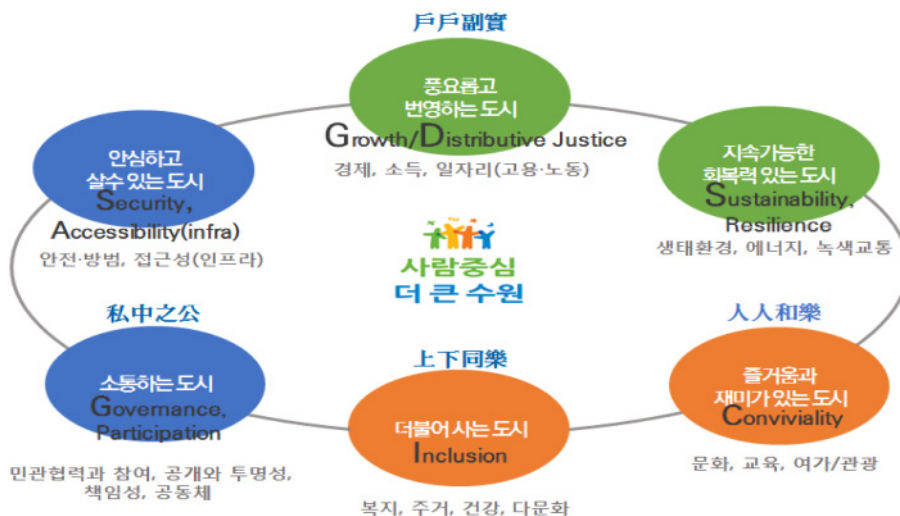 戶戶副實
풍요롭고
번영하는 도시
Growth/Distributive Justice
경제, 소득, 일자리(고용·노동)
안심하고
살수 있는 도시
Security,
Accessibility(infra)
안전·방범, 접근성(인프라)
지속가능한
회복력 있는 도시
Sustainability,
Resilience
생태환경, 에너지, 녹색교통
사람중심
더 큰 수원
私中之公
소통하는 도시
Governance,
Participation
민관협력과 참여, 공개와 투명성,
책임성, 공동체
上下同樂
더불어 사는 도시
Inclusion
복지, 주거, 건강, 다문화
人人和樂
즐거움과
재미가 있는 도시
Conviviality
문화, 교육, 여가/관광